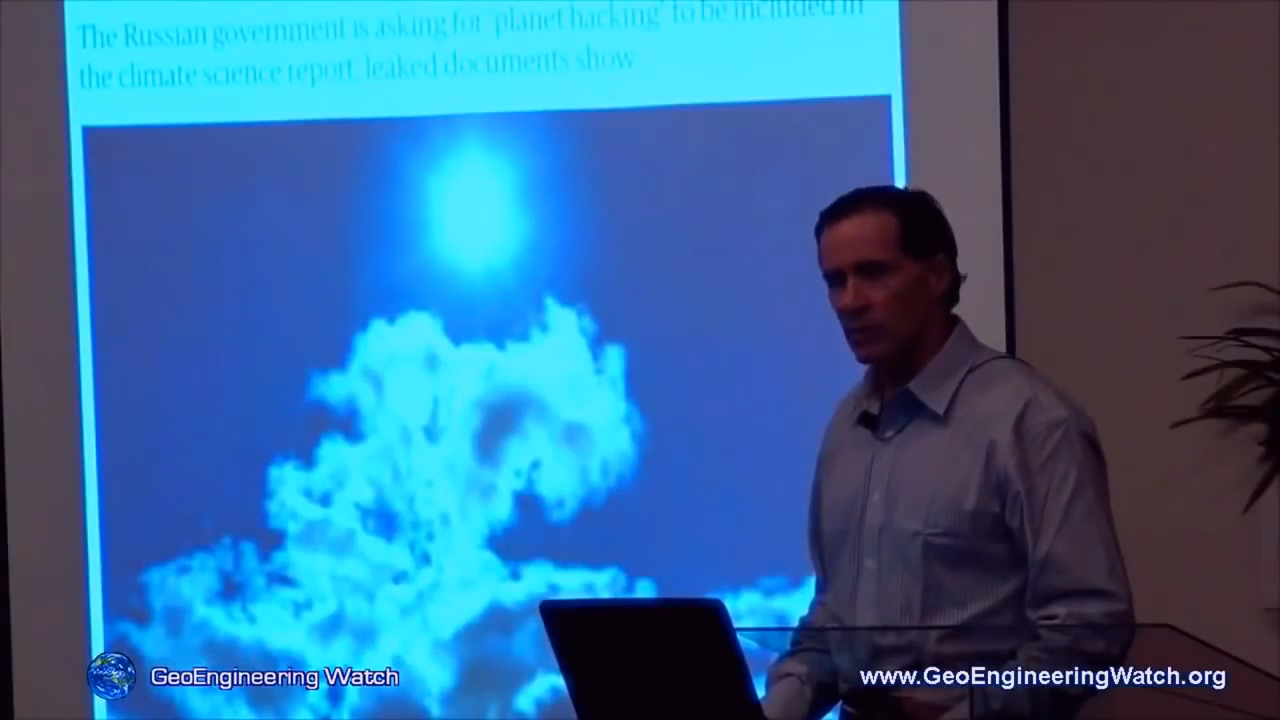 The Russian government is asking for 'planet hacking' to be included in
the climate science report, leaked documents show
GeoEngineering Watch
www.GeoEngineeringWatch.org